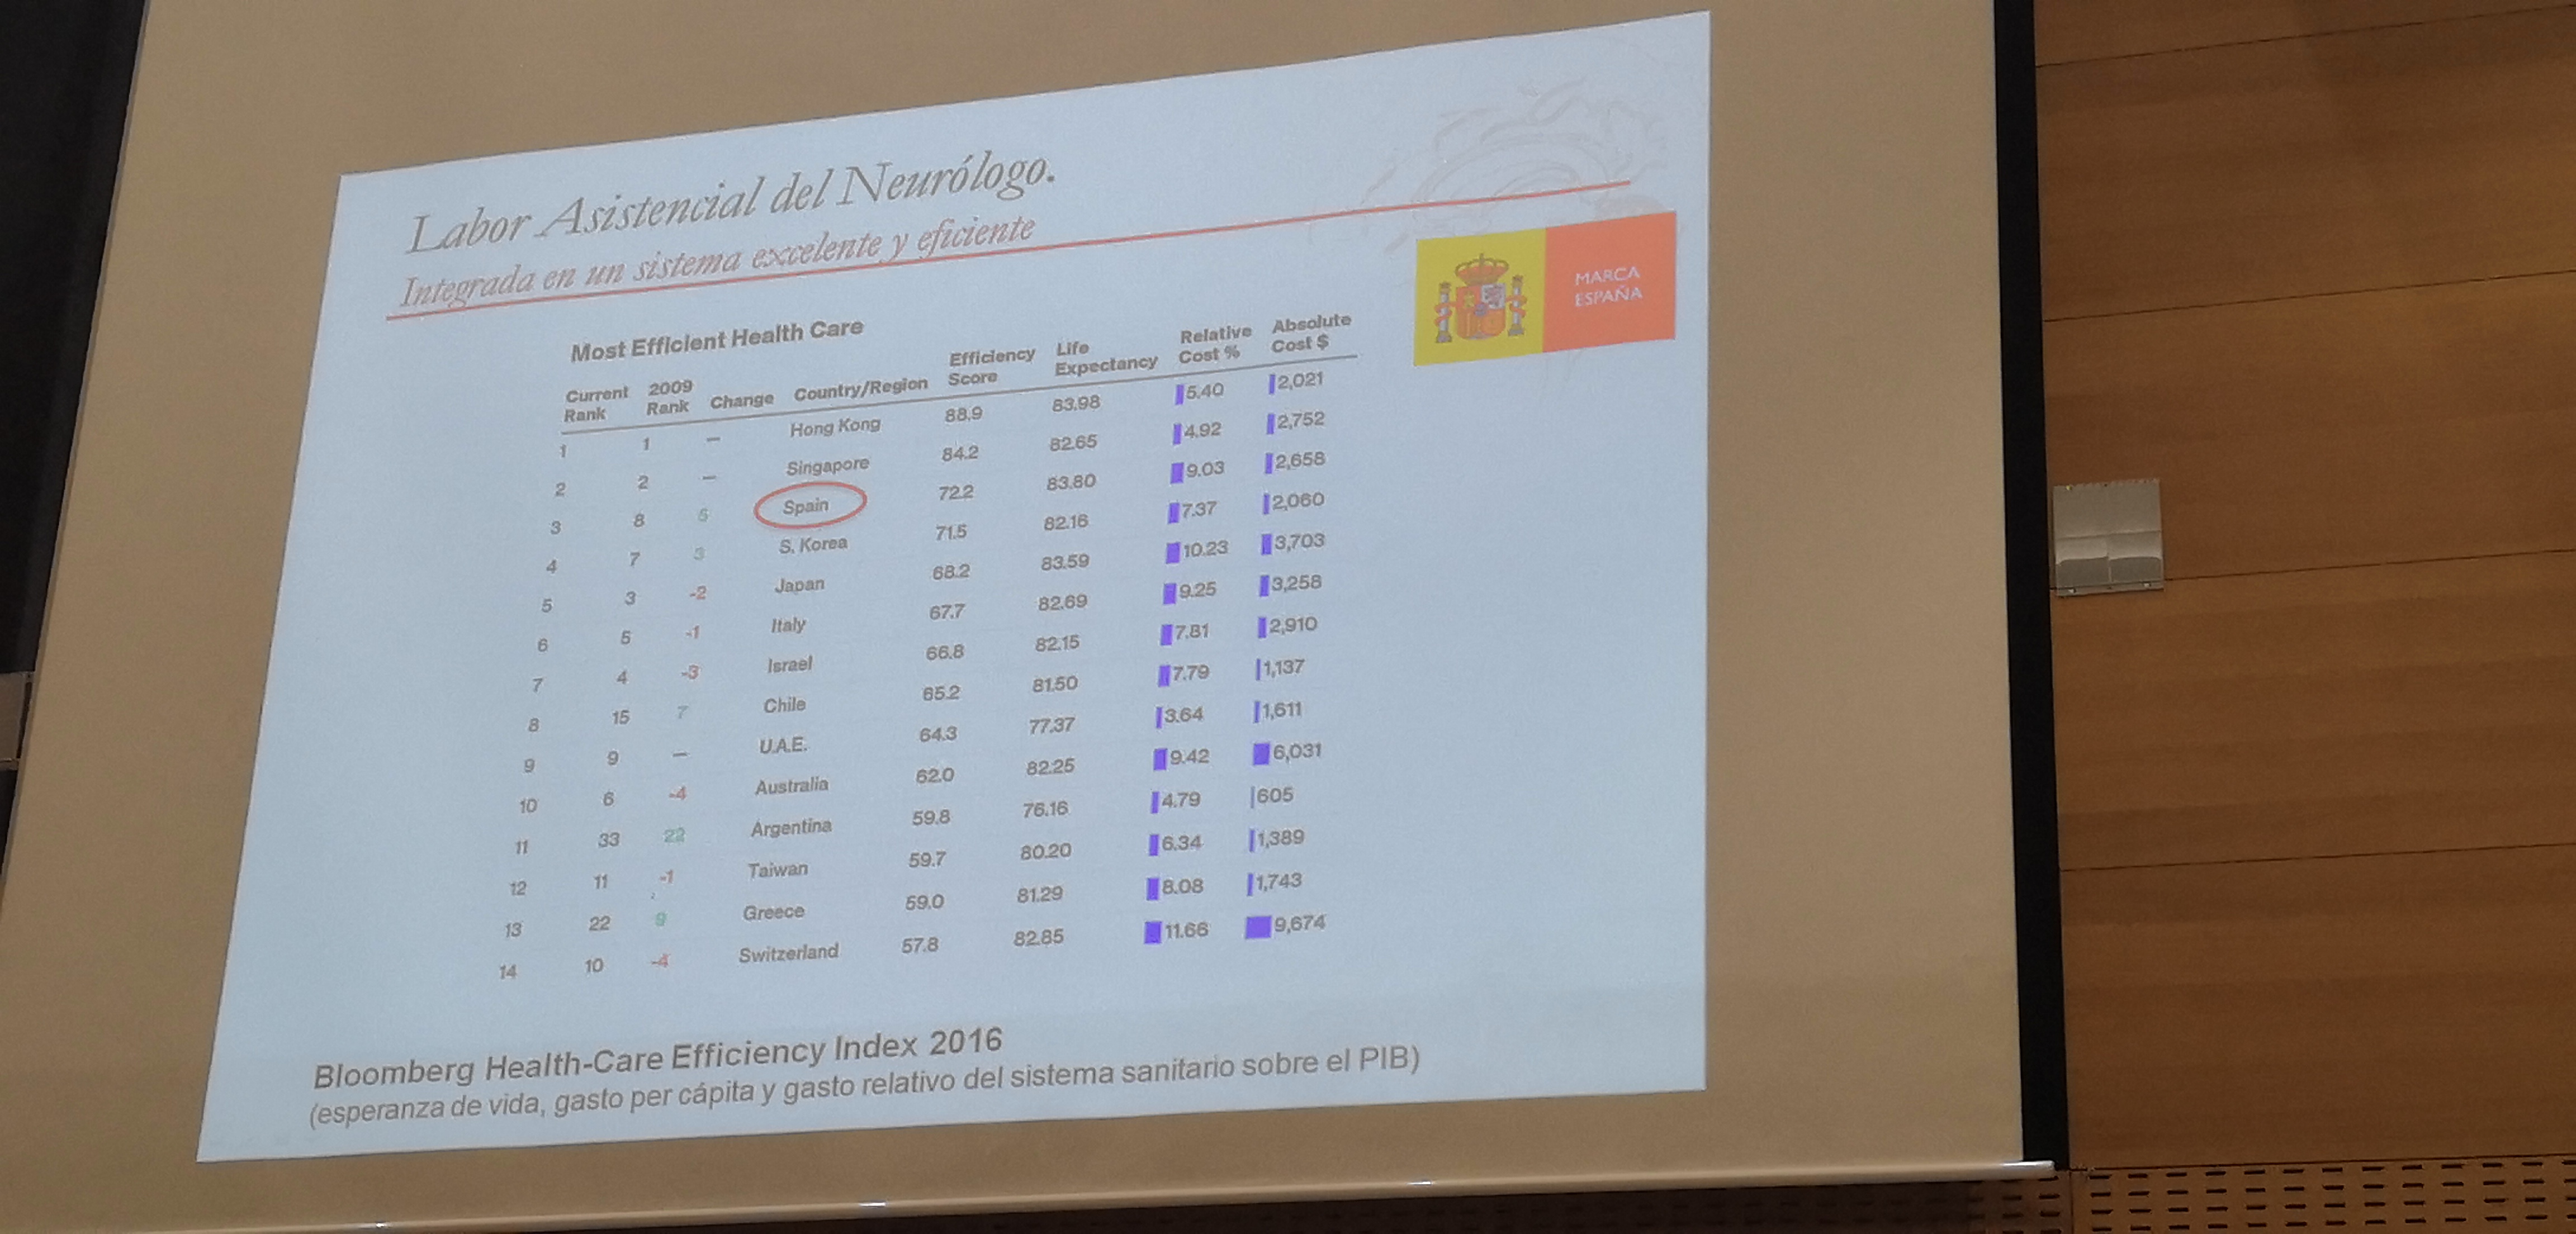 Labor Asistencial del Neurólogo.
Integrada en un sistema excelente y eficiente
MARCA
ESPAÑA
Most Efficient Health Care
Current Rank 2009 Rank Change Country/Region Efficiency Score Life Expectancy Relative Cost % Absolute Cost $
1 1 — Hong Kong 88.9 83.98 5.40 2,021
2 2 — Singapore 84.2 82.65 4.92 2,752
3 8 5 Spain 72.2 83.80 9.03 2,658
4 7 3 S. Korea 71.5 82.16 7.37 2,060
5 3 -2 Japan 68.2 83.59 10.23 3,703
6 5 -1 Italy 67.7 82.69 9.25 3,258
7 4 -3 Israel 66.8 82.15 7.81 2,910
8 15 7 Chile 65.2 81.50 7.79 1,137
9 9 — U.A.E. 64.3 77.37 3.64 1,611
10 6 -4 Australia 62.0 82.25 9.42 6,031
11 33 22 Argentina 59.8 76.16 4.79 605
12 11 -1 Taiwan 59.7 80.20 6.34 1,389
13 22 9 Greece 59.0 81.29 8.08 1,743
14 10 -4 Switzerland 57.8 82.85 11.66 9,674
Bloomberg Health-Care Efficiency Index 2016
(esperanza de vida, gasto per cápita y gasto relativo del sistema sanitario sobre el PIB)